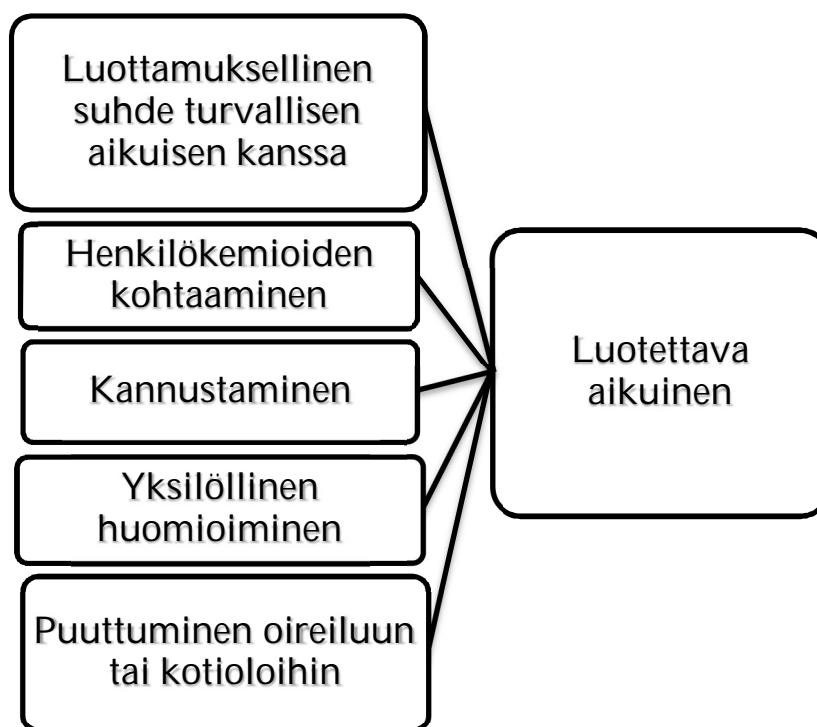 Luottamuksellinen
suhde turvallisen
aikuisen kanssa
Henkilökemioiden
kohtaaminen
Kannustaminen
Yksilöllinen
huomioiminen
Puuttuminen oireiluun
tai kotioloihin
Luotettava
aikuinen